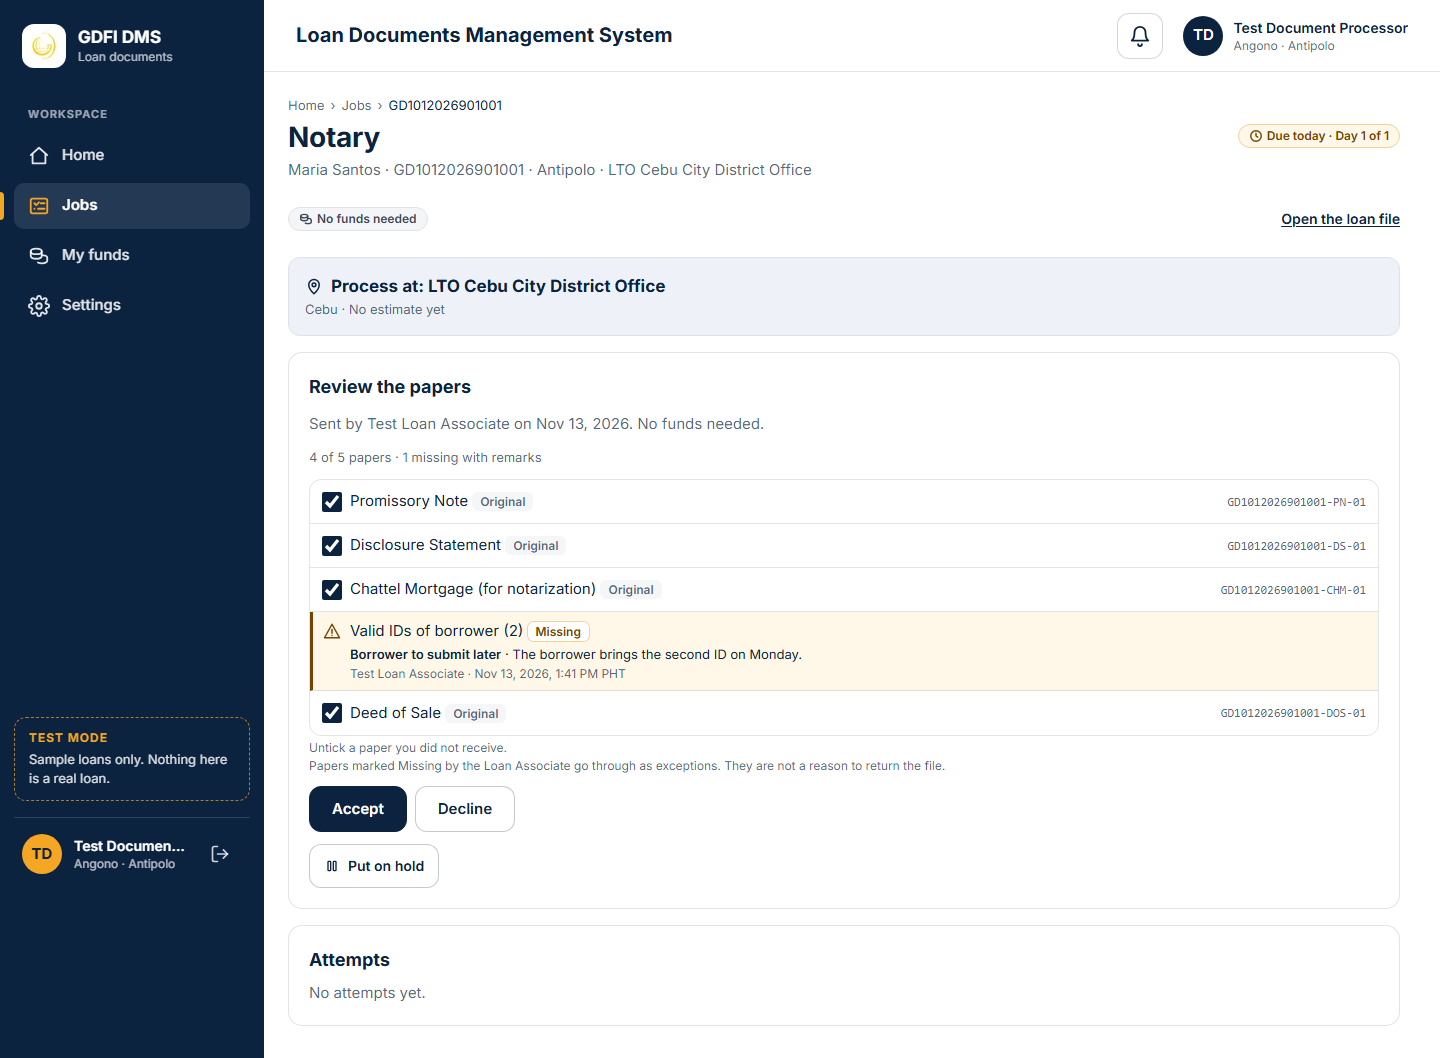 GDFI DMS
Loan documents
WORKSPACE
Home
Jobs
My funds
Settings
TEST MODE
Sample loans only. Nothing here
is a real loan.
TD
Test Documen...
Angono · Antipolo
Loan Documents Management System
TD
Test Document Processor
Angono · Antipolo
Home › Jobs › GD1012026901001
Notary
Due today · Day 1 of 1
Maria Santos · GD1012026901001 · Antipolo · LTO Cebu City District Office
No funds needed
Open the loan file
Process at: LTO Cebu City District Office
Cebu · No estimate yet
Review the papers
Sent by Test Loan Associate on Nov 13, 2026. No funds needed.
4 of 5 papers · 1 missing with remarks
Promissory Note Original GD1012026901001-PN-01
Disclosure Statement Original GD1012026901001-DS-01
Chattel Mortgage (for notarization) Original GD1012026901001-CHM-01
Valid IDs of borrower (2) Missing
Borrower to submit later · The borrower brings the second ID on Monday.
Test Loan Associate · Nov 13, 2026, 1:41 PM PHT
Deed of Sale Original GD1012026901001-DOS-01
Untick a paper you did not receive.
Papers marked Missing by the Loan Associate go through as exceptions. They are not a reason to return the file.
Accept Decline
Put on hold
Attempts
No attempts yet.